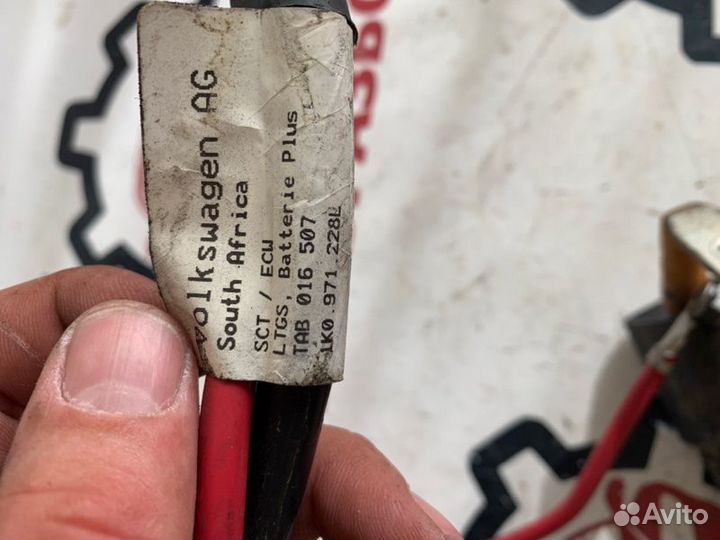 Volkswagen AG
South Africa
SCT / ECW
LTGS, Batterie Plus
TAB 016 507
1K0.971.228L
Avito